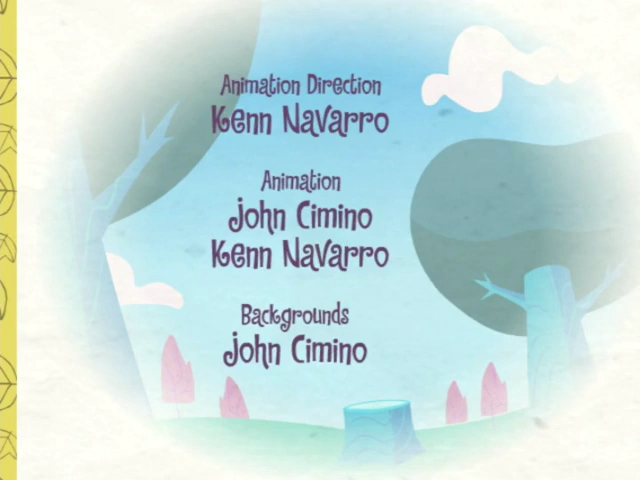 Animation Direction
Kenn Navarro
Animation
John Cimino
Kenn Navarro
Backgrounds
John Cimino